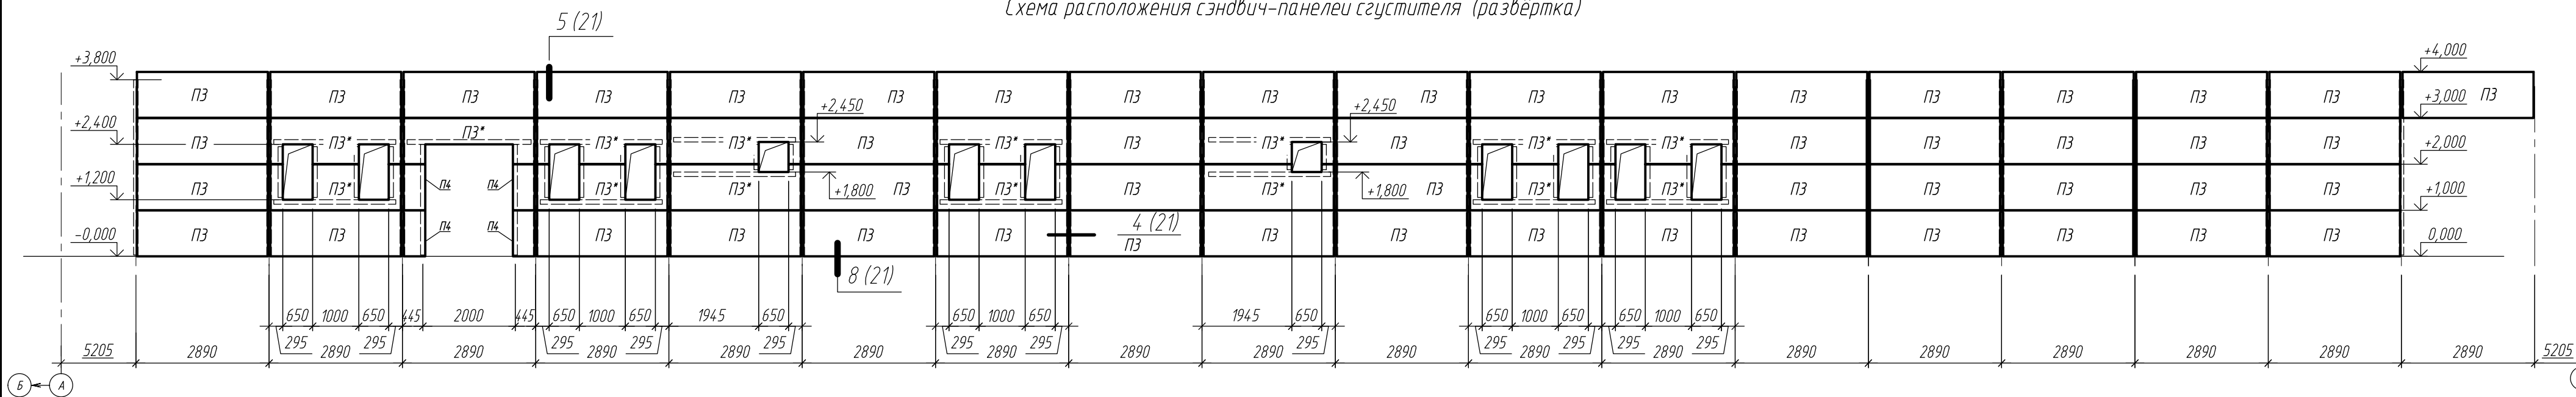 Схема расположения сэндвич-панелей сгустителя (развёртка)
5 (21)
+3,800 +4,000
П3 П3 П3 П3 П3 П3 П3 П3 П3 П3 П3 П3 П3 П3 П3 П3 П3 +3,000 П3
+2,450 +2,450
+2,400 П3 П3* П3* П3* П3* П3 П3* П3 П3* П3 П3* П3* П3 П3 П3 П3 П3 +2,000
+1,200 П3 П3* П4 П4 П3* П3* +1,800 П3 П3* П3 П3* +1,800 П3 П3* П3* П3 П3 П3 П3 П3 +1,000
-0,000 П3 П3 П4 П4 П3 П3 П3 П3 4 (21) П3 П3 П3 П3 П3 П3 П3 П3 П3 П3 0,000
8 (21)
650 1000 650 445 2000 445 650 1000 650 1945 650 650 1000 650 1945 650 650 1000 650 650 1000 650
295 295 295 295 295 295 295 295 295 295 295 295
5205 2890 2890 2890 2890 2890 2890 2890 2890 2890 2890 2890 2890 2890 2890 2890 2890 2890 2890 5205
Б А